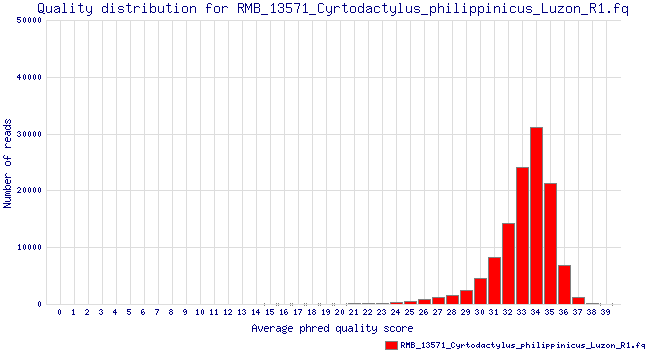 Quality distribution for RMB_13571_Cyrtodactylus_philippinicus_Luzon_R1.fq
50000
40000
30000
20000
10000
0
Number of reads
0 1 2 3 4 5 6 7 8 9 10 11 12 13 14 15 16 17 18 19 20 21 22 23 24 25 26 27 28 29 30 31 32 33 34 35 36 37 38 39
Average phred quality score
RMB_13571_Cyrtodactylus_philippinicus_Luzon_R1.fq